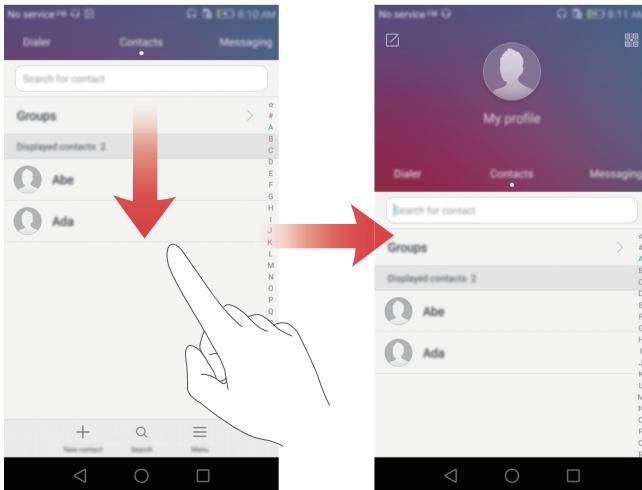 No service 8:10 AM
Dialer Contacts Messaging
Search for contact
Groups
Displayed contacts 2
Abe
Ada
☆
#
A
B
C
D
E
F
G
H
I
J
K
L
M
N
O
P
Q
New contact Search Menu
No service 8:11 AM
My profile
Dialer Contacts Messaging
Search for contact
Groups
Displayed contacts 2
Abe
Ada
#
A
B
C
D
E
F
G
H
I
J
K
L
M
N
O
P
Q
R